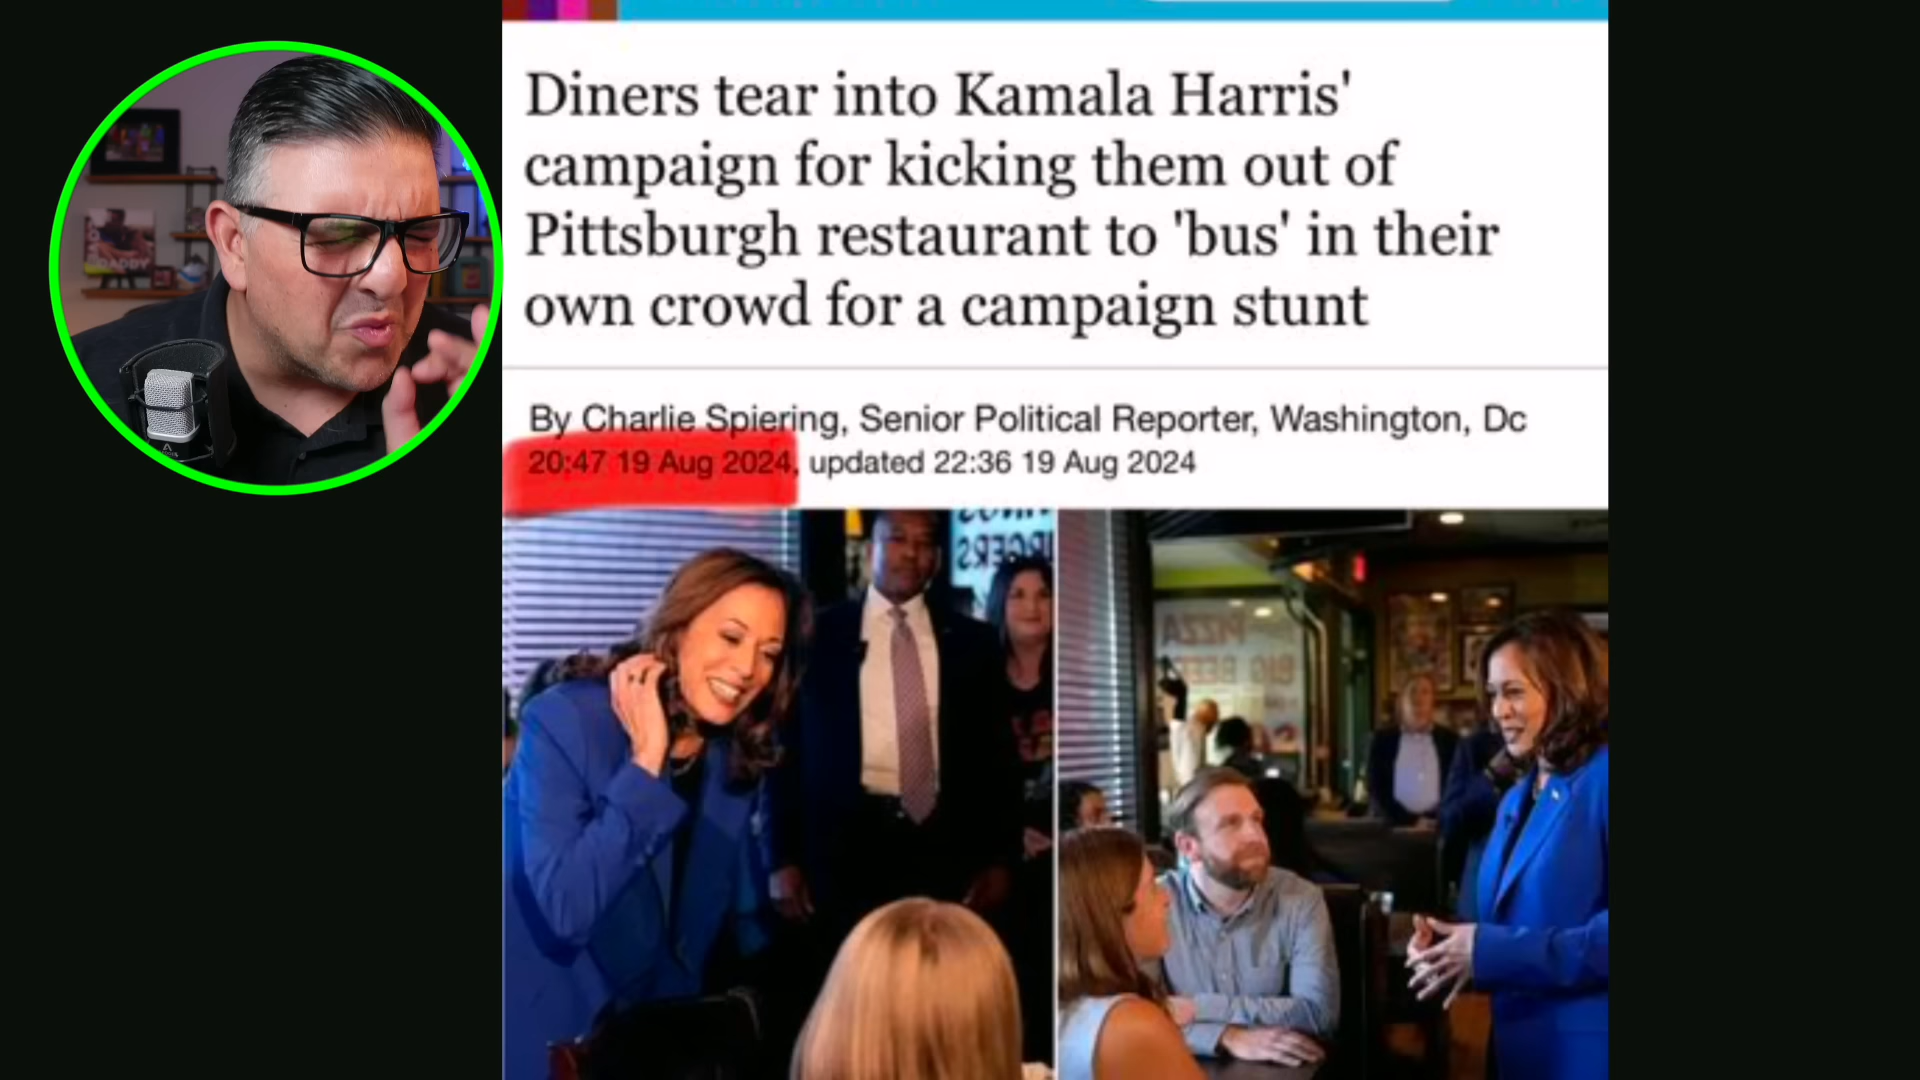 Diners tear into Kamala Harris'
campaign for kicking them out of
Pittsburgh restaurant to 'bus' in their
own crowd for a campaign stunt
By Charlie Spiering, Senior Political Reporter, Washington, Dc
20:47 19 Aug 2024, updated 22:36 19 Aug 2024
PIZZA
DADDY